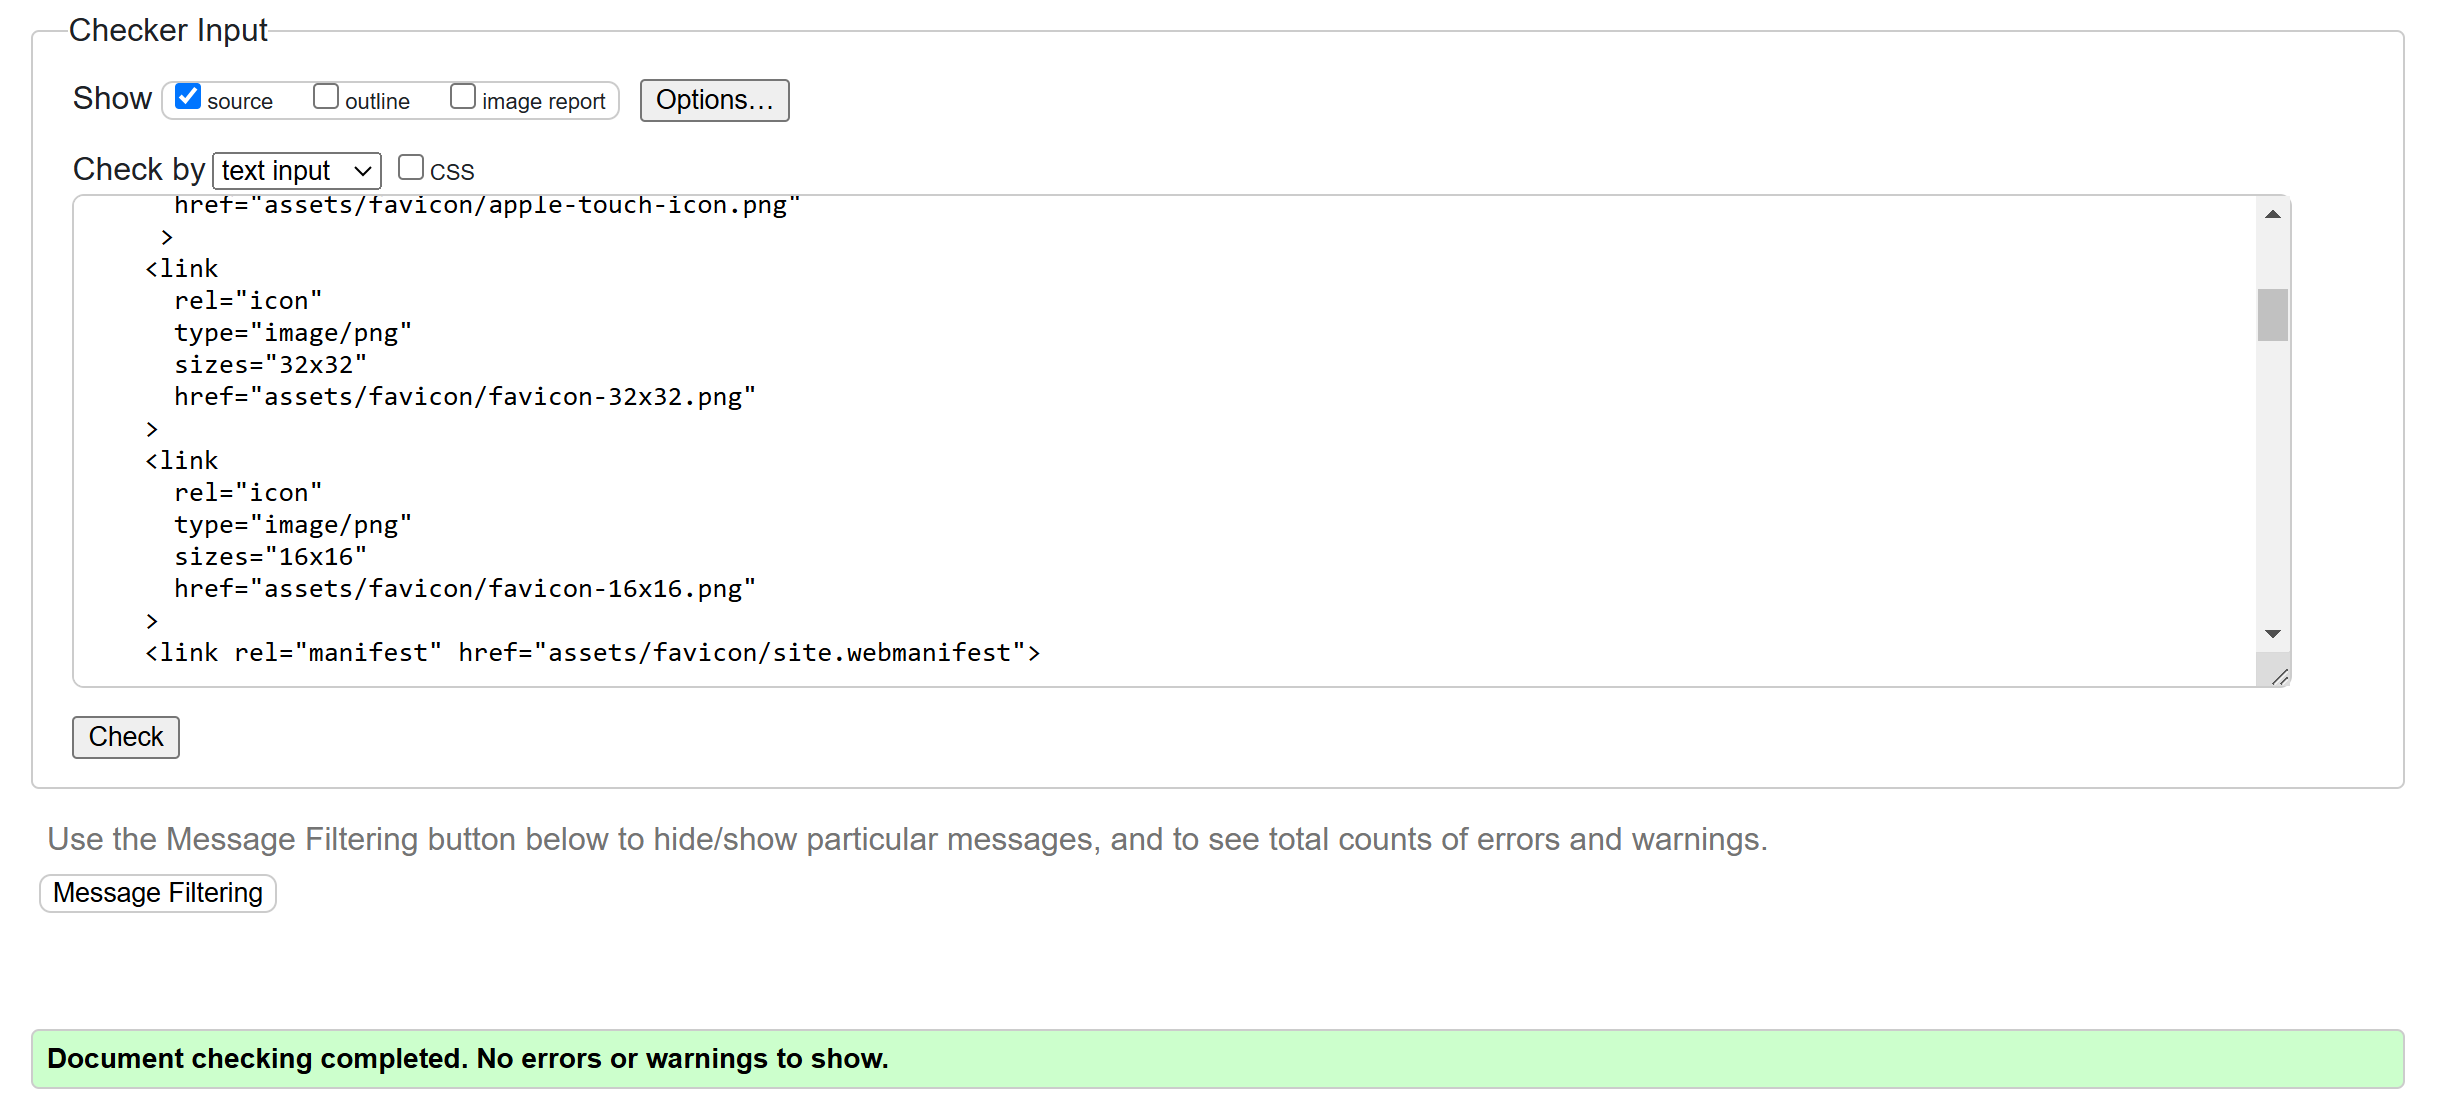 Checker Input
Show source outline image report Options...
Check by text input CSS
href="assets/favicon/apple-touch-icon.png"
>
<link
rel="icon"
type="image/png"
sizes="32x32"
href="assets/favicon/favicon-32x32.png"
>
<link
rel="icon"
type="image/png"
sizes="16x16"
href="assets/favicon/favicon-16x16.png"
>
<link rel="manifest" href="assets/favicon/site.webmanifest">
Check
Use the Message Filtering button below to hide/show particular messages, and to see total counts of errors and warnings.
Message Filtering
Document checking completed. No errors or warnings to show.